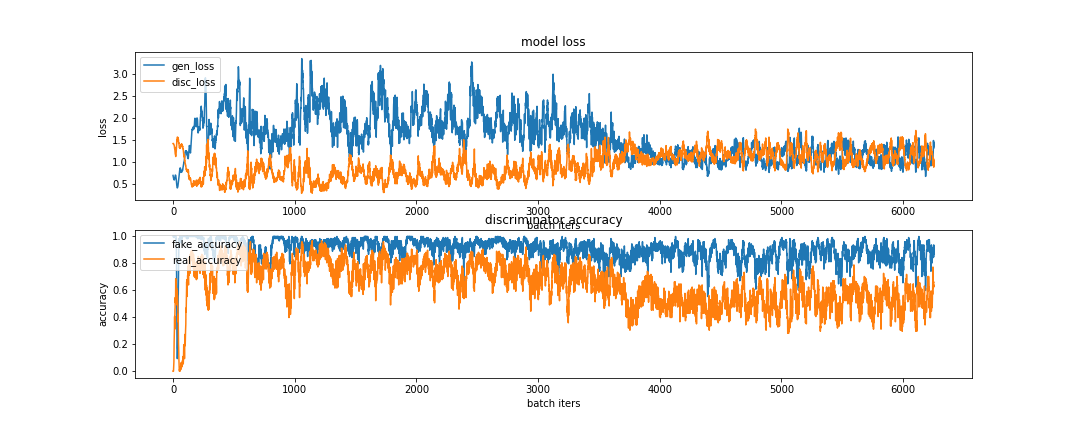 model loss
gen_loss
disc_loss
loss
3.0
2.5
2.0
1.5
1.0
0.5
0 1000 2000 3000 4000 5000 6000
batch iters
discriminator accuracy
fake_accuracy
real_accuracy
accuracy
1.0
0.8
0.6
0.4
0.2
0.0
0 1000 2000 3000 4000 5000 6000
batch iters